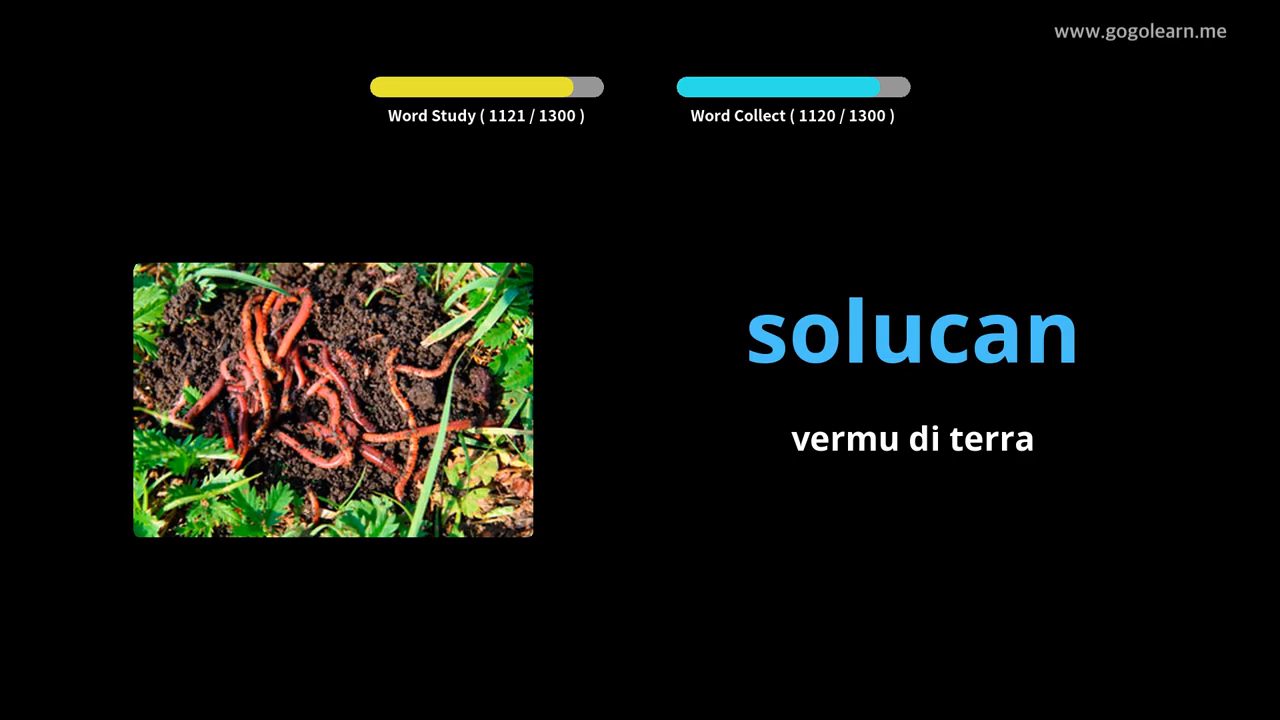 www.gogolearn.me
Word Study ( 1121 / 1300 )
Word Collect ( 1120 / 1300 )
solucan
vermu di terra